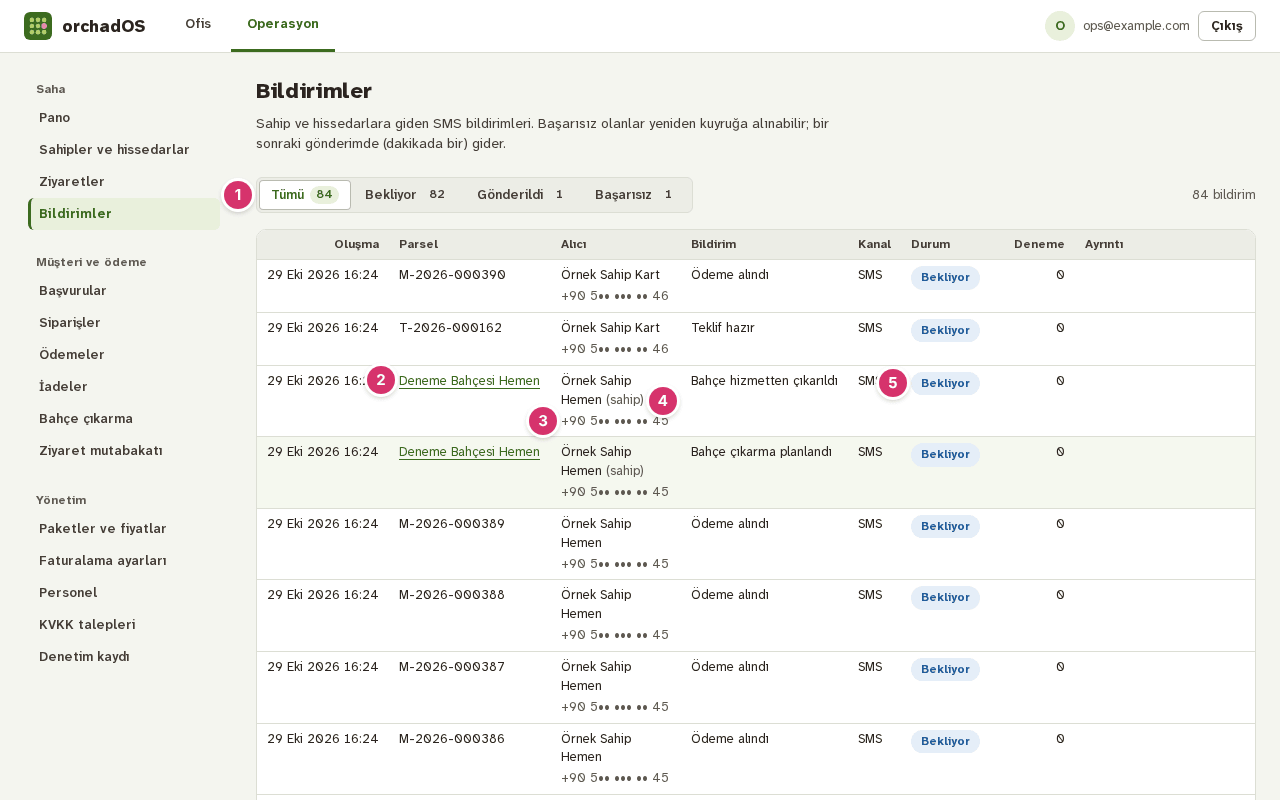 orchadOS
Ofis
Operasyon
O
ops@example.com
Çıkış
Saha
Pano
Sahipler ve hissedarlar
Ziyaretler
Bildirimler
Müşteri ve ödeme
Başvurular
Siparişler
Ödemeler
İadeler
Bahçe çıkarma
Ziyaret mutabakatı
Yönetim
Paketler ve fiyatlar
Faturalama ayarları
Personel
KVKK talepleri
Denetim kaydı
Bildirimler
Sahip ve hissedarlara giden SMS bildirimleri. Başarısız olanlar yeniden kuyruğa alınabilir; bir
sonraki gönderimde (dakikada bir) gider.
1
Tümü 84 Bekliyor 82 Gönderildi 1 Başarısız 1
84 bildirim
Oluşma Parsel Alıcı Bildirim Kanal Durum Deneme Ayrıntı
29 Eki 2026 16:24 M-2026-000390 Örnek Sahip Kart Ödeme alındı SMS Bekliyor 0
+90 5•• ••• •• 46
29 Eki 2026 16:24 T-2026-000162 Örnek Sahip Kart Teklif hazır SMS Bekliyor 0
+90 5•• ••• •• 46
29 Eki 2026 16: 2 Deneme Bahçesi Hemen Örnek Sahip Bahçe hizmetten çıkarıldı SMS 5 Bekliyor 0
Hemen (sahip) 4
3 +90 5•• ••• •• 45
29 Eki 2026 16:24 Deneme Bahçesi Hemen Örnek Sahip Bahçe çıkarma planlandı SMS Bekliyor 0
Hemen (sahip)
+90 5•• ••• •• 45
29 Eki 2026 16:24 M-2026-000389 Örnek Sahip Ödeme alındı SMS Bekliyor 0
Hemen
+90 5•• ••• •• 45
29 Eki 2026 16:24 M-2026-000388 Örnek Sahip Ödeme alındı SMS Bekliyor 0
Hemen
+90 5•• ••• •• 45
29 Eki 2026 16:24 M-2026-000387 Örnek Sahip Ödeme alındı SMS Bekliyor 0
Hemen
+90 5•• ••• •• 45
29 Eki 2026 16:24 M-2026-000386 Örnek Sahip Ödeme alındı SMS Bekliyor 0
Hemen
+90 5•• ••• •• 45